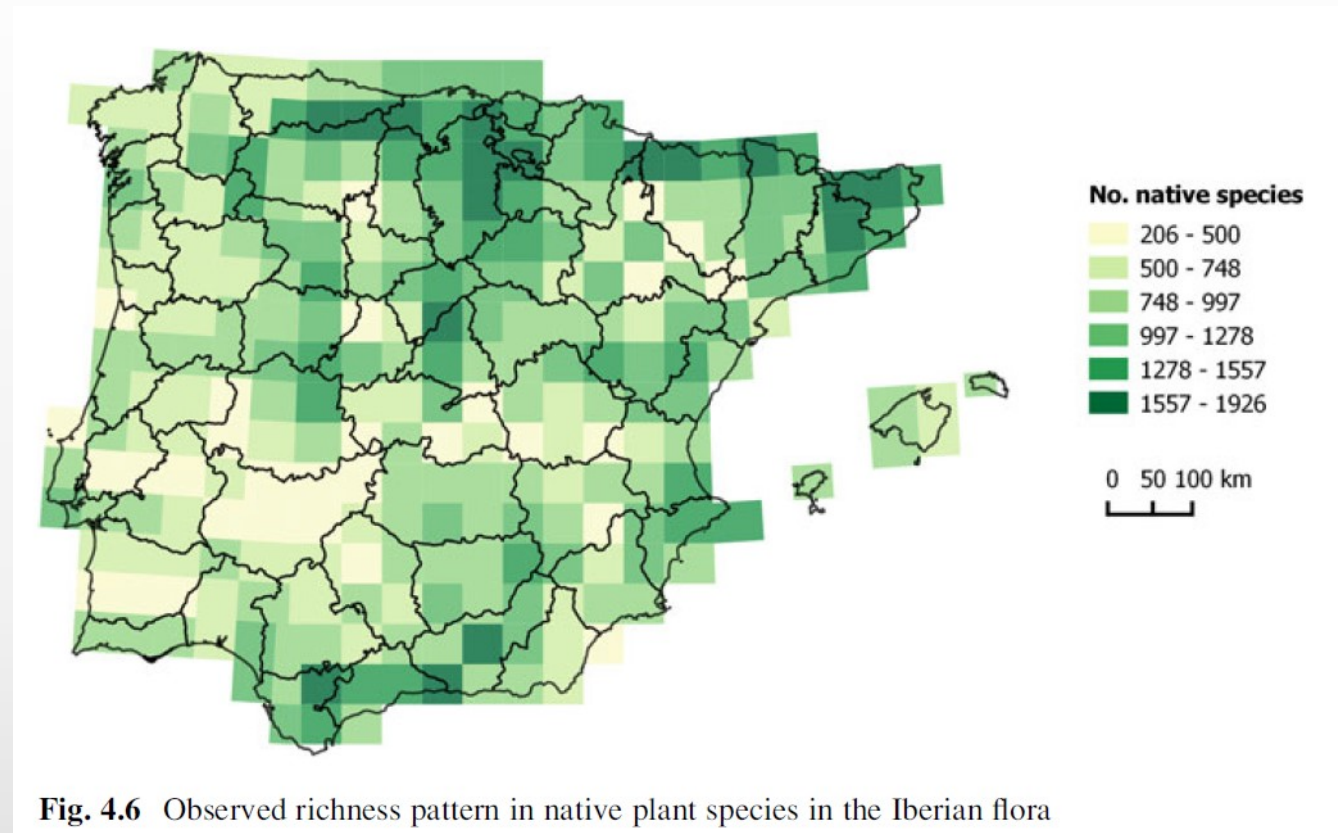 No. native species
206 - 500
500 - 748
748 - 997
997 - 1278
1278 - 1557
1557 - 1926
0 50 100 km
Fig. 4.6 Observed richness pattern in native plant species in the Iberian flora